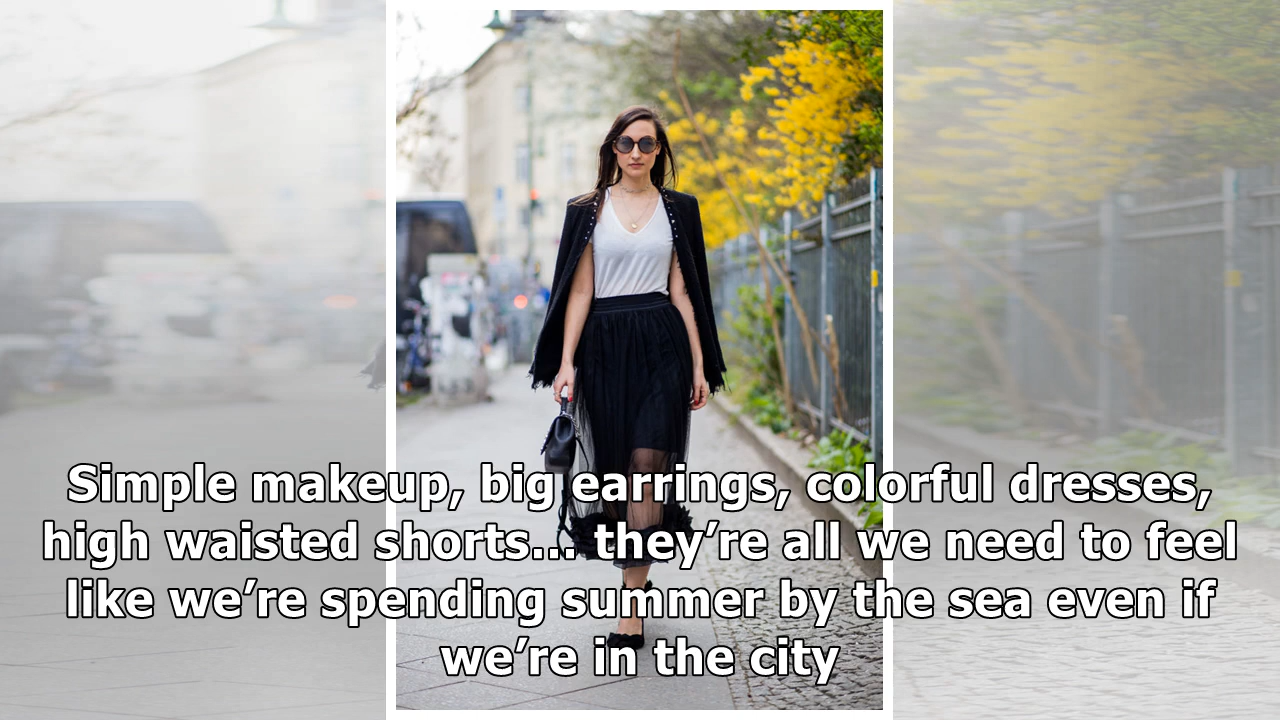 Simple makeup, big earrings, colorful dresses,
high waisted shorts... they’re all we need to feel
like we’re spending summer by the sea even if
we’re in the city